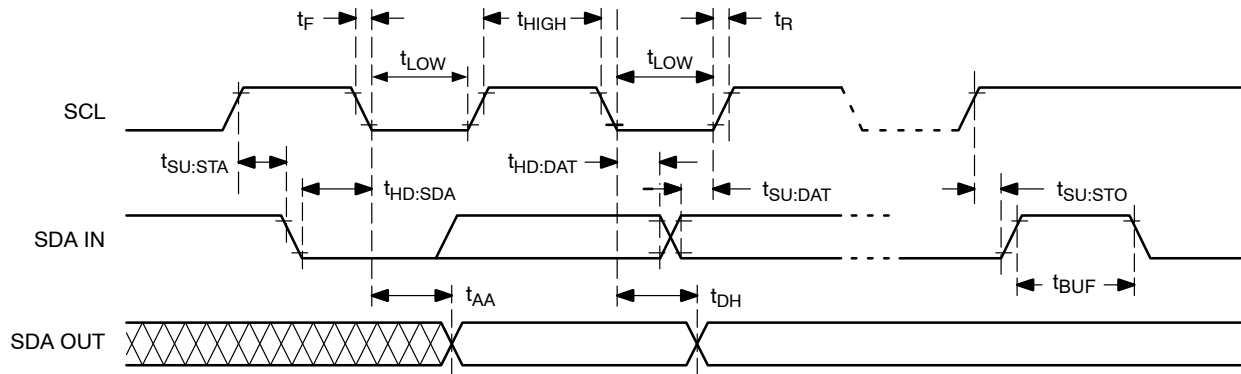 tF
tHIGH
tR
tLOW
tLOW
SCL
tSU:STA
tHD:DAT
tHD:SDA
tSU:DAT
tSU:STO
SDA IN
tBUF
tAA
tDH
SDA OUT